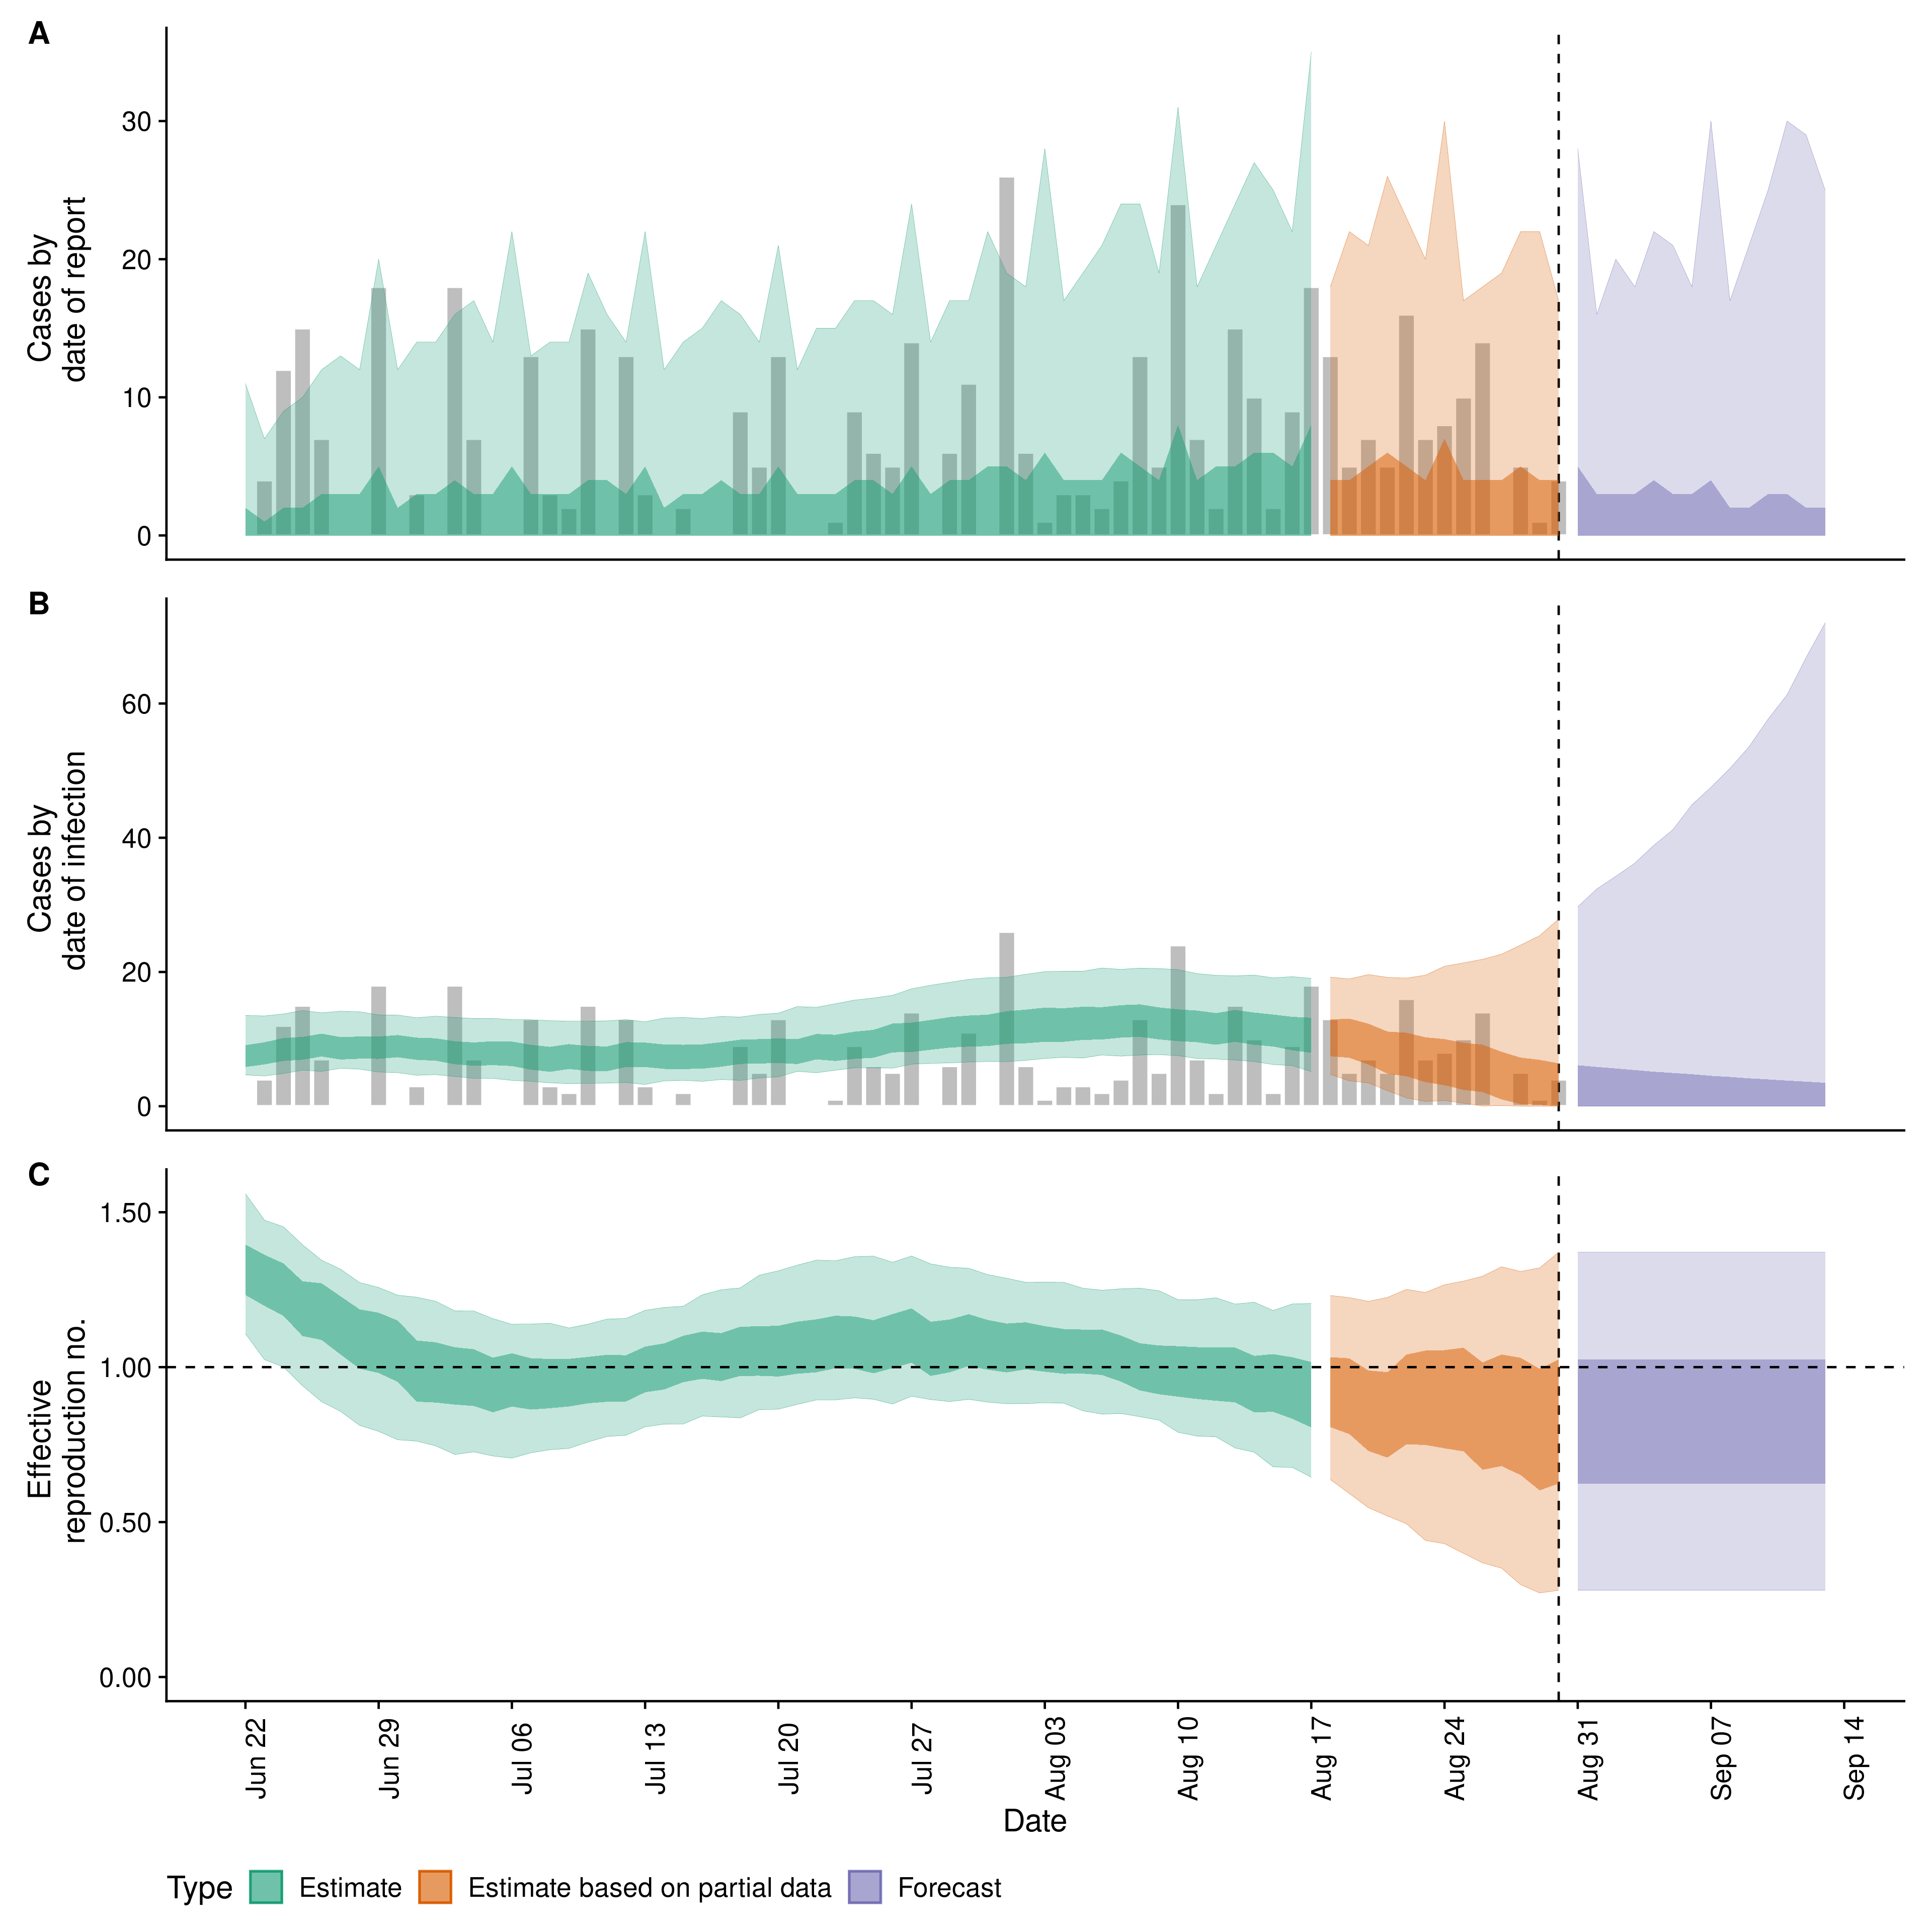 A
Cases by
date of report
30
20
10
0
B
Cases by
date of infection
60
40
20
0
C
Effective
reproduction no.
1.50
1.00
0.50
0.00
Jun 22
Jun 29
Jul 06
Jul 13
Jul 20
Jul 27
Aug 03
Aug 10
Aug 17
Aug 24
Aug 31
Sep 07
Sep 14
Date
Type Estimate Estimate based on partial data Forecast